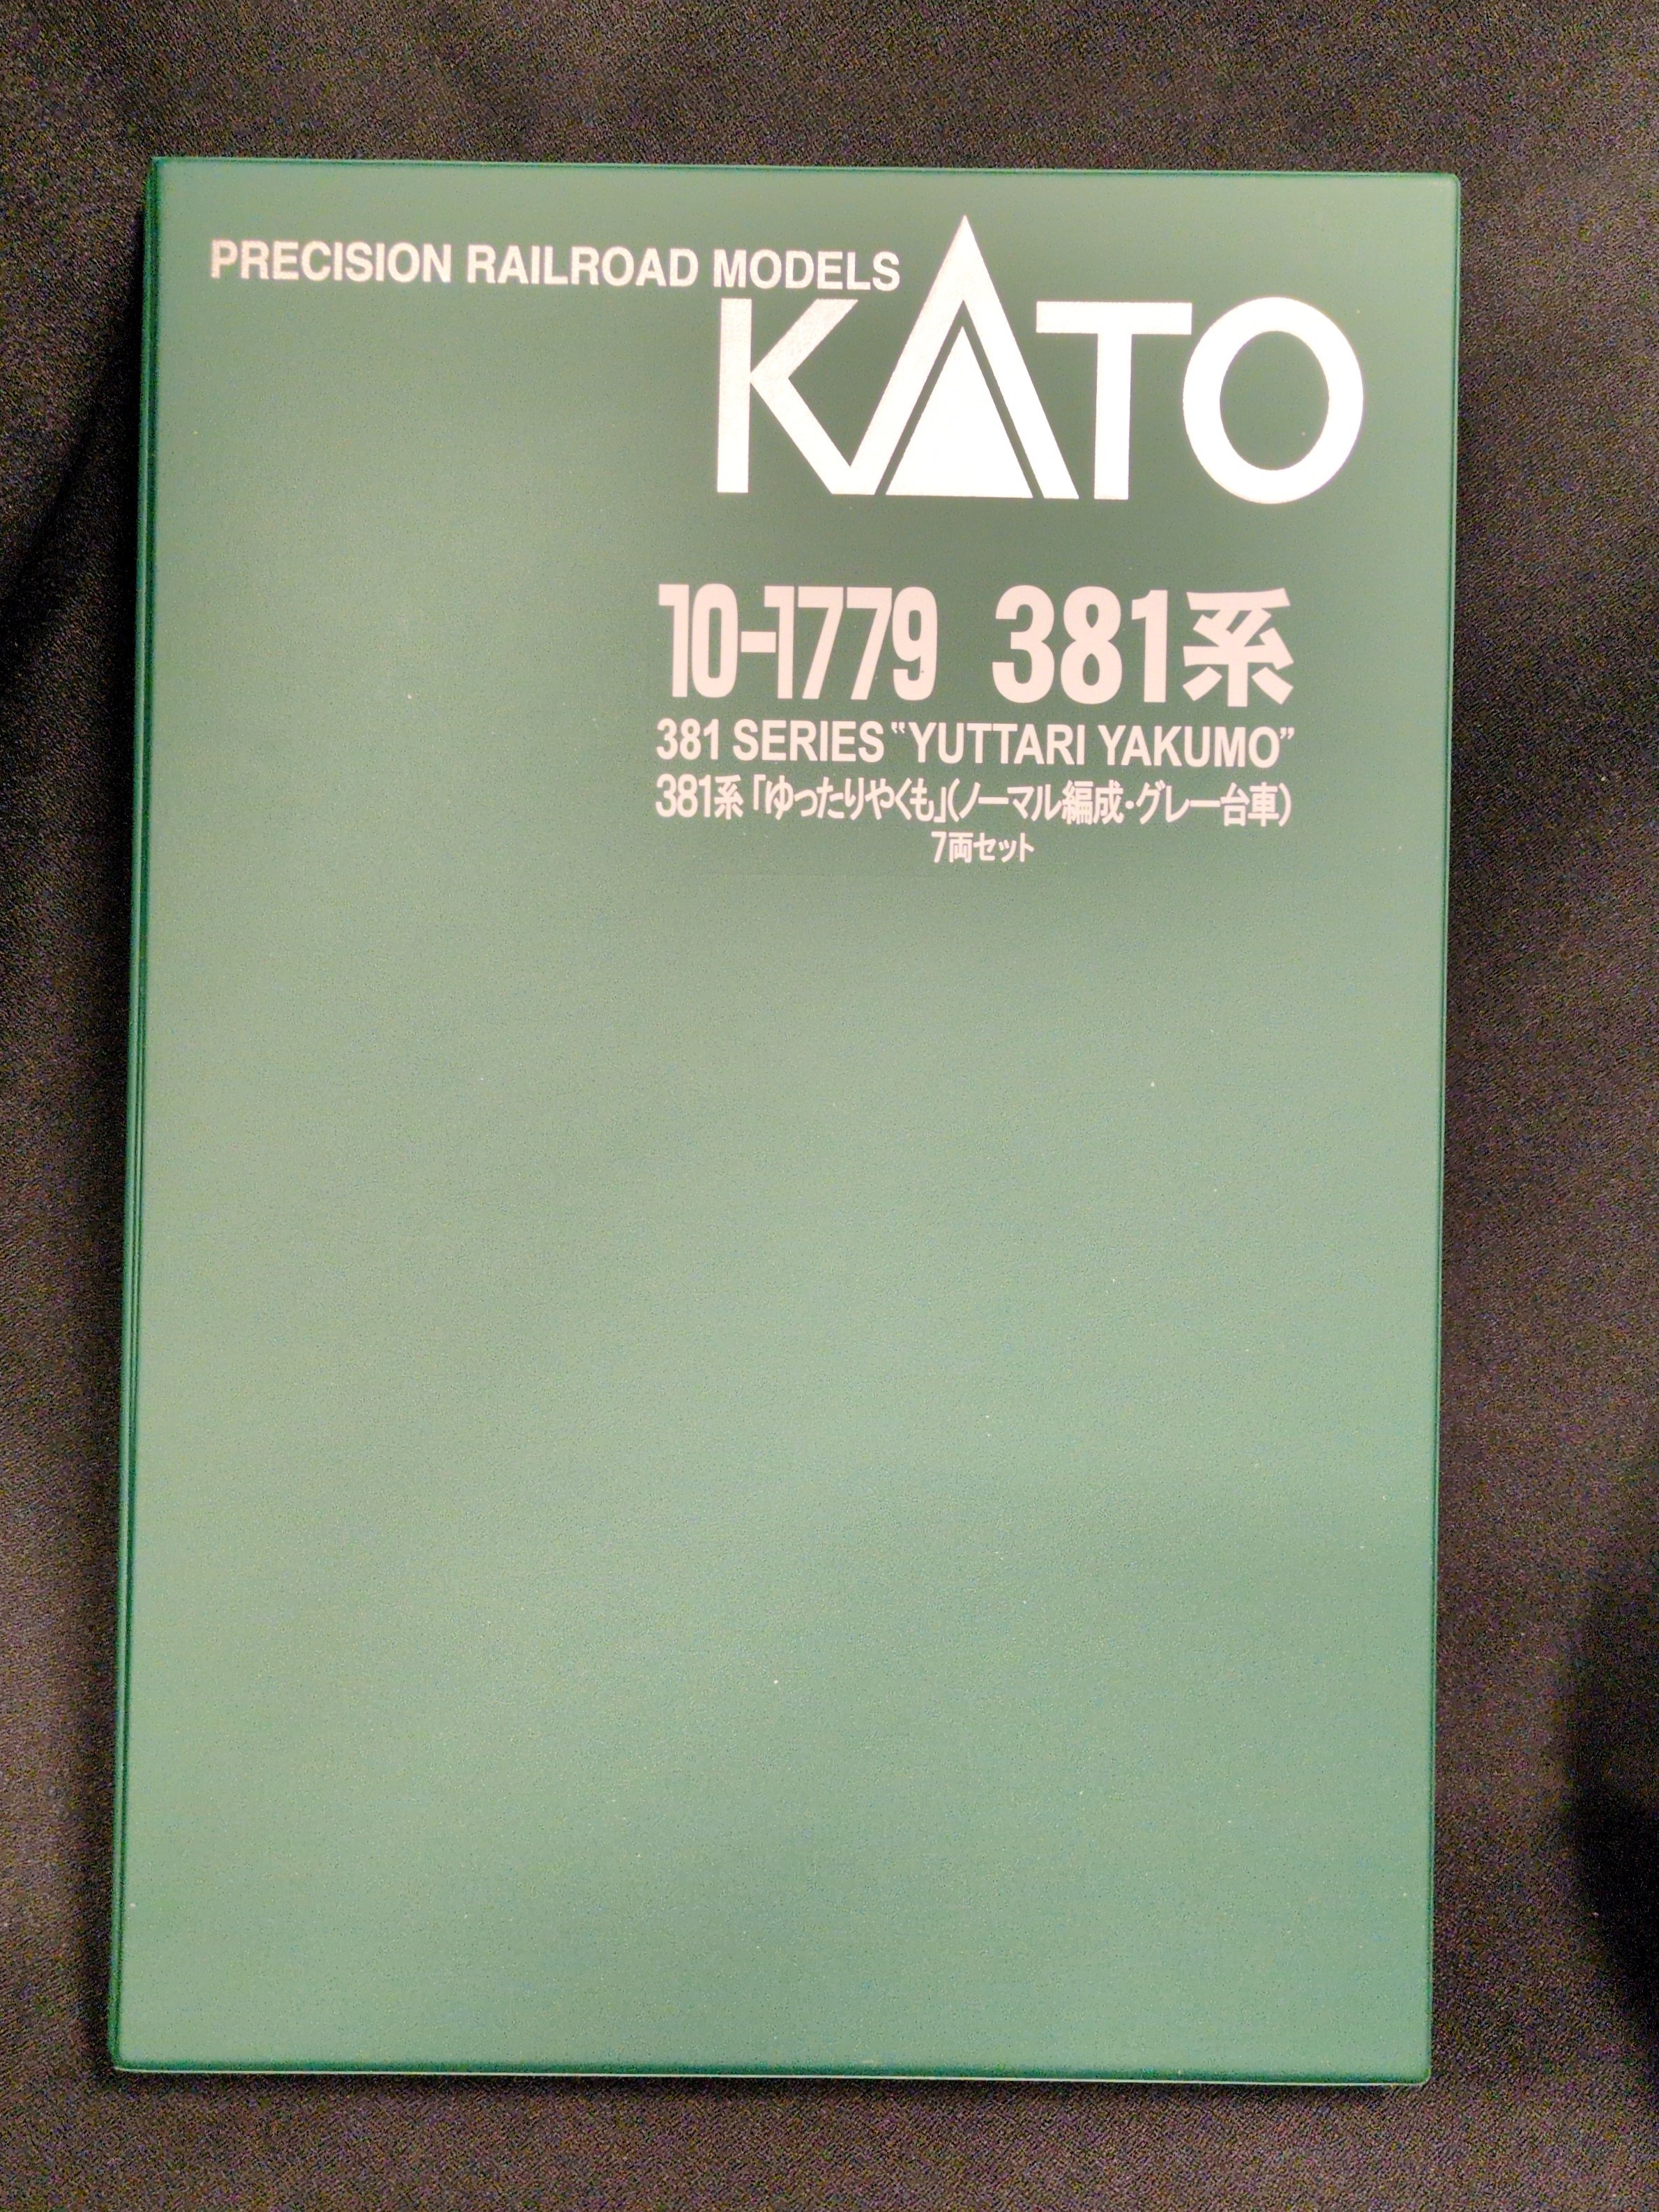 PRECISION RAILROAD MODELS
KATO
10-1779 381系
381 SERIES “YUTTARI YAKUMO”
381系「ゆったりやくも」(ノーマル編成・グレー台車)
7両セット